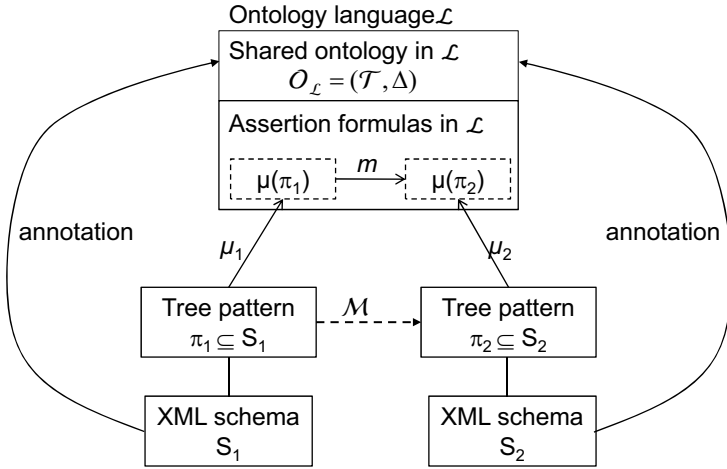 Ontology languageℒ
Shared ontology in ℒ
𝒪ℒ = (𝒯, Δ)
Assertion formulas in ℒ
μ(π₁) m μ(π₂)
annotation annotation
μ₁ μ₂
Tree pattern ℳ Tree pattern
π₁ ⊆ S₁ π₂ ⊆ S₂
XML schema XML schema
S₁ S₂